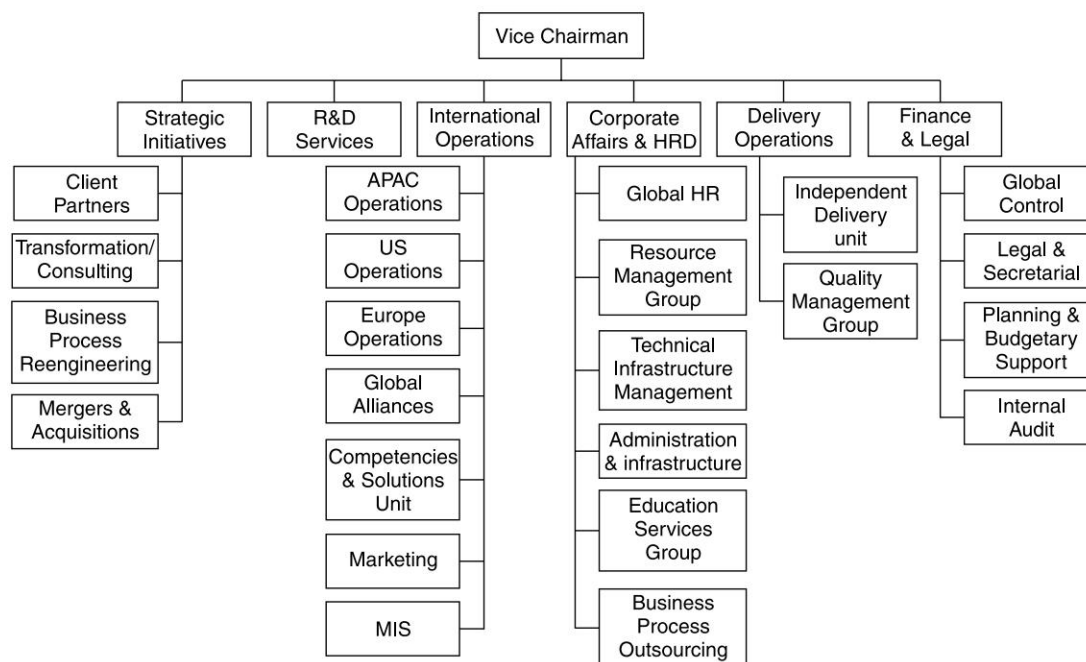 Vice Chairman
Strategic
Initiatives
R&D
Services
International
Operations
Corporate
Affairs & HRD
Delivery
Operations
Finance
& Legal
Client
Partners
Transformation/
Consulting
Business
Process
Reengineering
Mergers &
Acquisitions
APAC
Operations
US
Operations
Europe
Operations
Global
Alliances
Competencies
& Solutions
Unit
Marketing
MIS
Global HR
Resource
Management
Group
Technical
Infrastructure
Management
Administration
& infrastructure
Education
Services
Group
Business
Process
Outsourcing
Independent
Delivery
unit
Quality
Management
Group
Global
Control
Legal &
Secretarial
Planning &
Budgetary
Support
Internal
Audit